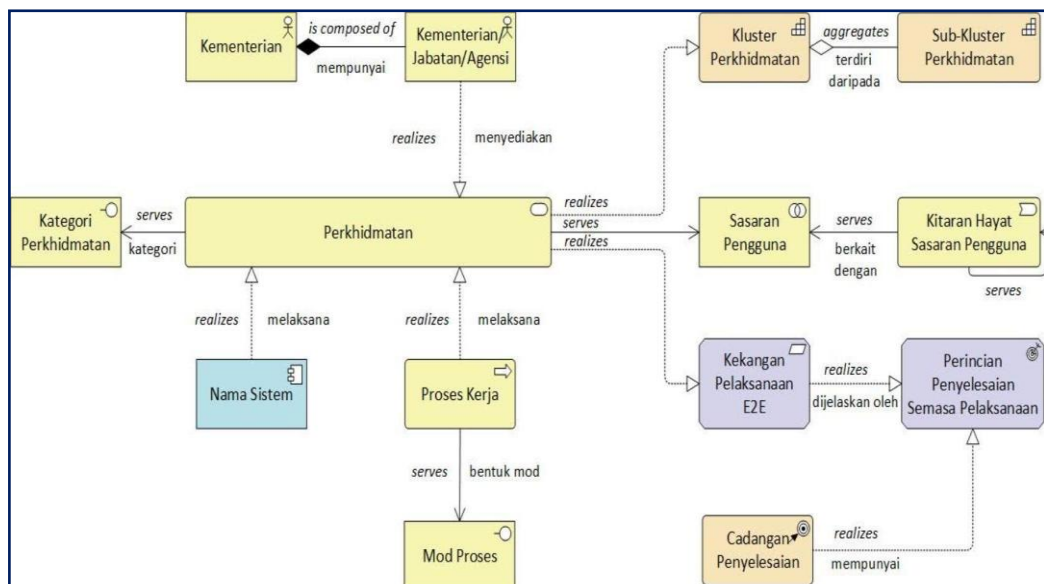 Kementerian
is composed of
mempunyai
Kementerian/
Jabatan/Agensi
Kluster
Perkhidmatan
aggregates
terdiri
daripada
Sub-Kluster
Perkhidmatan
realizes
menyediakan
Kategori
Perkhidmatan
serves
kategori
Perkhidmatan
realizes
serves
realizes
Sasaran
Pengguna
serves
berkait
dengan
Kitaran Hayat
Sasaran Pengguna
serves
realizes
melaksana
realizes
melaksana
Nama Sistem
Proses Kerja
Kekangan
Pelaksanaan
E2E
realizes
dijelaskan oleh
Perincian
Penyelesaian
Semasa Pelaksanaan
serves
bentuk mod
Mod Proses
Cadangan
Penyelesaian
realizes
mempunyai